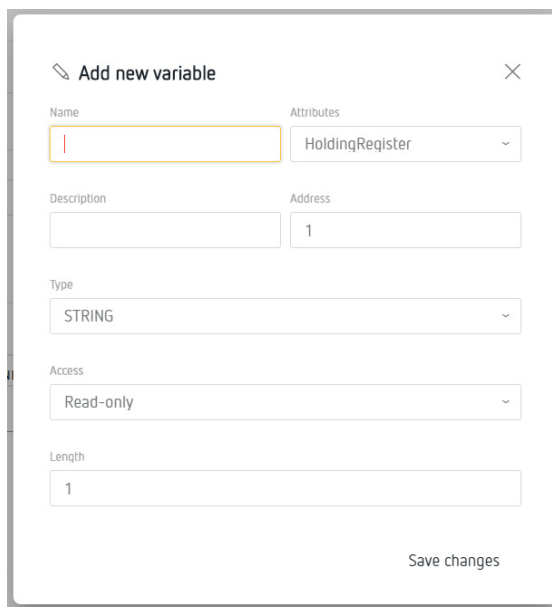 Add new variable
Name Attributes
HoldingRegister
Description Address
1
Type
STRING
Access
Read-only
Length
1
Save changes